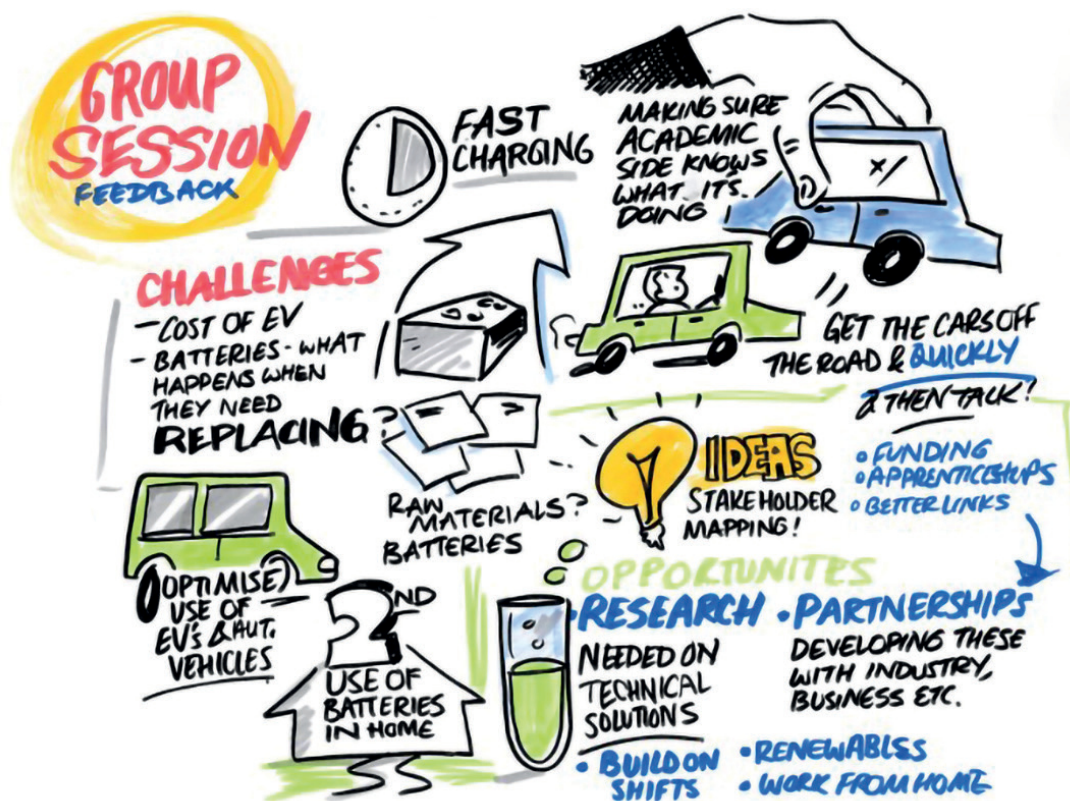 GROUP
SESSION
FEEDBACK
FAST
CHARGING
MAKING SURE
ACADEMIC
SIDE KNOWS
WHAT IT'S
DOING
CHALLENGES
- COST OF EV
- BATTERIES - WHAT
HAPPENS WHEN
THEY NEED
REPLACING?
GET THE CARS OFF
THE ROAD & QUICKLY
& THEN TALK!
RAW
MATERIALS?
BATTERIES
IDEAS
STAKEHOLDER
MAPPING!
• FUNDING
• APPRENTICESHIPS
• BETTER LINKS
OPTIMISE
USE OF
EV's & AUT.
VEHICLES
2ND
USE OF
BATTERIES
IN HOME
OPPORTUNITES
• RESEARCH
NEEDED ON
TECHNICAL
SOLUTIONS
• PARTNERSHIPS
DEVELOPING THESE
WITH INDUSTRY,
BUSINESS ETC.
• BUILD ON
SHIFTS
• RENEWABLES
• WORK FROM HOME